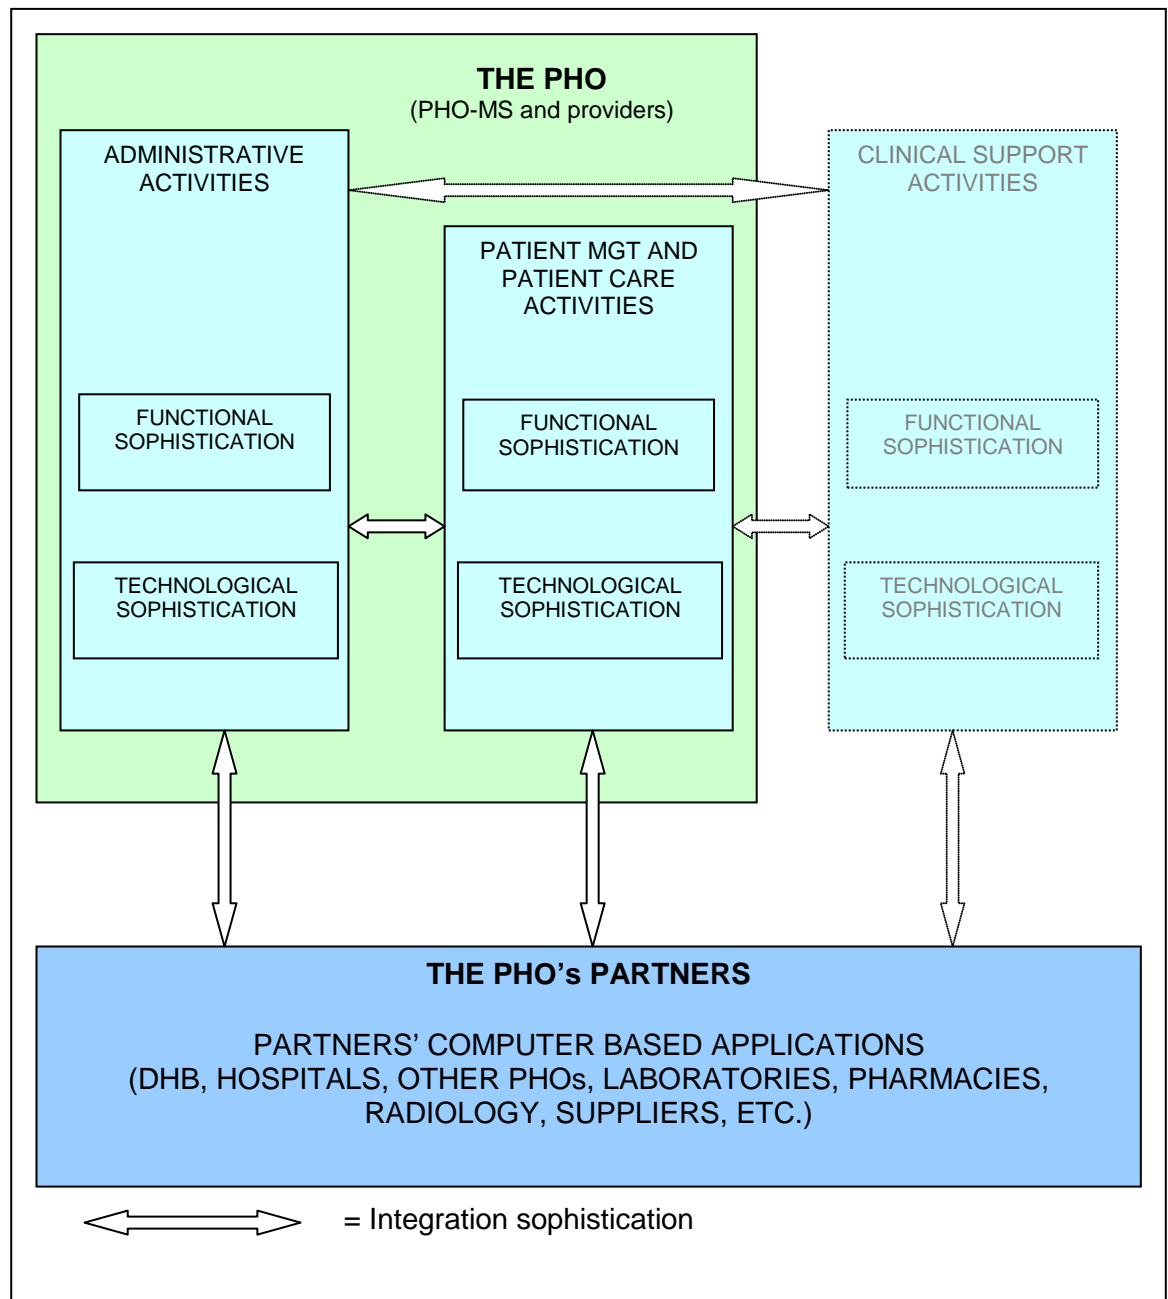 THE PHO
(PHO-MS and providers)
ADMINISTRATIVE
ACTIVITIES
FUNCTIONAL
SOPHISTICATION
TECHNOLOGICAL
SOPHISTICATION
PATIENT MGT AND
PATIENT CARE
ACTIVITIES
FUNCTIONAL
SOPHISTICATION
TECHNOLOGICAL
SOPHISTICATION
CLINICAL SUPPORT
ACTIVITIES
FUNCTIONAL
SOPHISTICATION
TECHNOLOGICAL
SOPHISTICATION
THE PHO’s PARTNERS
PARTNERS’ COMPUTER BASED APPLICATIONS
(DHB, HOSPITALS, OTHER PHOs, LABORATORIES, PHARMACIES,
RADIOLOGY, SUPPLIERS, ETC.)
= Integration sophistication